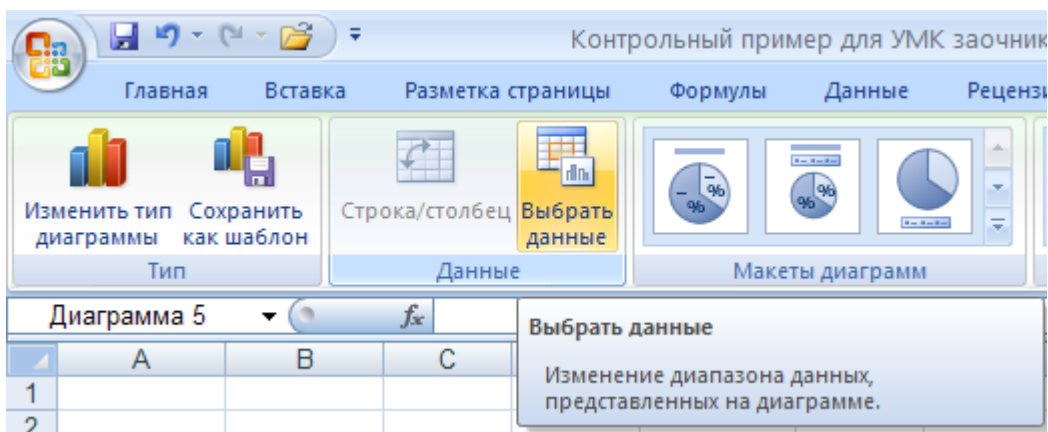 Контрольный пример для УМК заочник
Главная Вставка Разметка страницы Формулы Данные Рецензи
Изменить тип диаграммы
Сохранить как шаблон
Строка/столбец
Выбрать данные
% %
%
Тип Данные Макеты диаграмм
Диаграмма 5 fx
Выбрать данные
Изменение диапазона данных,
представленных на диаграмме.
A B C
1
2